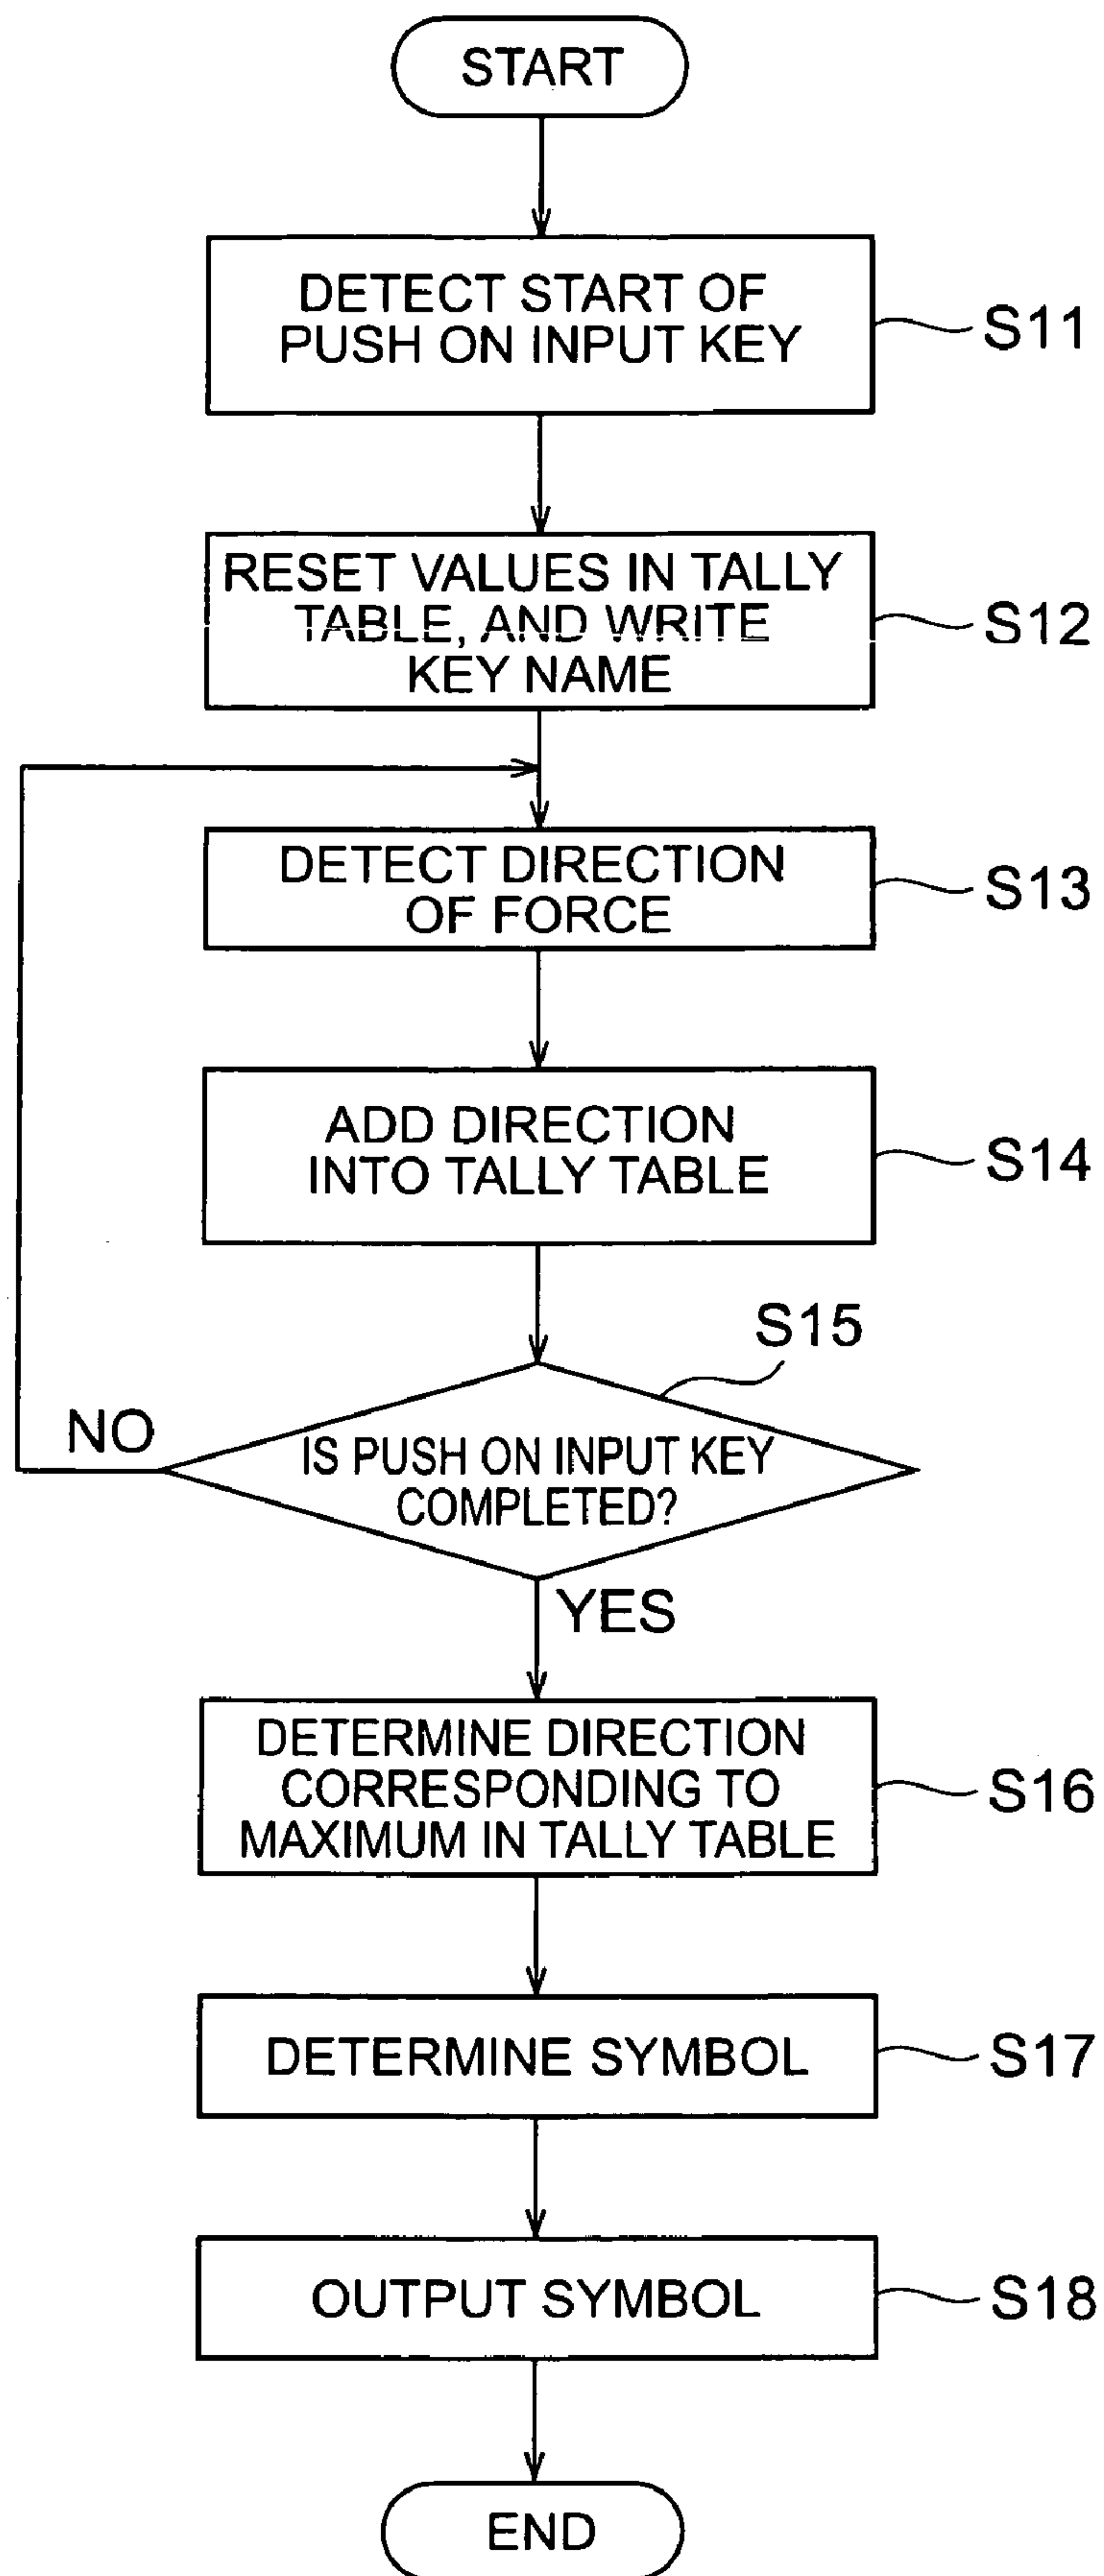 START
DETECT START OF
PUSH ON INPUT KEY
S11
RESET VALUES IN TALLY
TABLE, AND WRITE
KEY NAME
S12
DETECT DIRECTION
OF FORCE
S13
ADD DIRECTION
INTO TALLY TABLE
S14
S15
NO
IS PUSH ON INPUT KEY
COMPLETED?
YES
DETERMINE DIRECTION
CORRESPONDING TO
MAXIMUM IN TALLY TABLE
S16
DETERMINE SYMBOL
S17
OUTPUT SYMBOL
S18
END